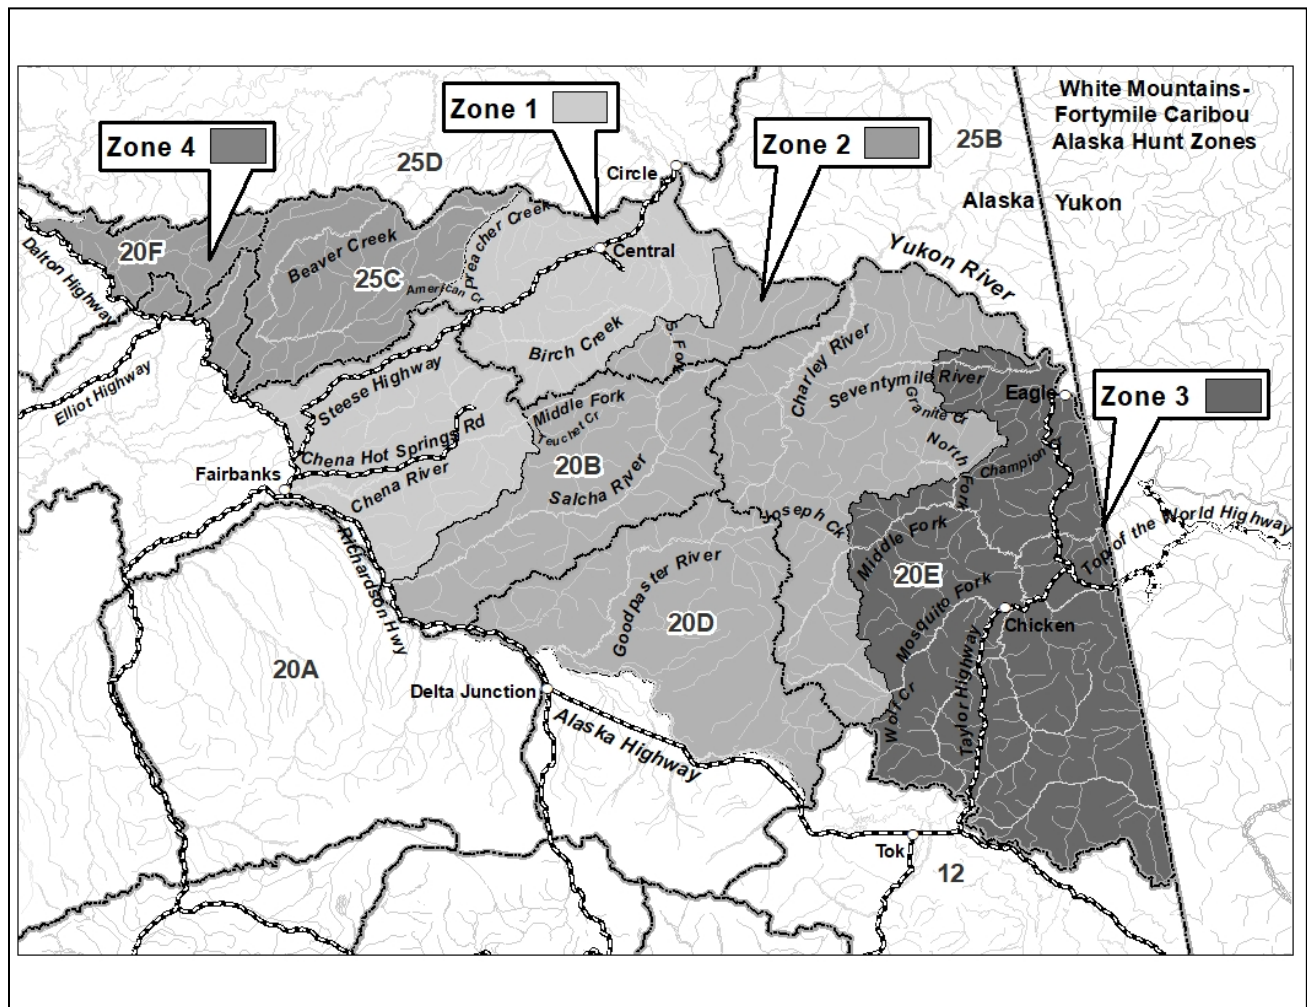 White Mountains-
Fortymile Caribou
Alaska Hunt Zones
Zone 1
Zone 4
Zone 2
25B
25D
Circle
Alaska
Yukon
Preacher Creek
Yukon River
Beaver Creek
20F
Central
Dalton Highway
25C
American Cr
Birch Creek
S. Fork
Charley River
Seventymile River
Eagle
Zone 3
Elliot Highway
Steese Highway
Middle Fork
Teuchet Cr
Granite Cr
Chena Hot Springs Rd
North Fork
Champion
20B
Fairbanks
Chena River
Salcha River
Joseph Ck
Top of the World Highway
Richardson Hwy
Goodpaster River
Middle Fork
20E
Mosquito Fork
20D
Chicken
20A
Taylor Highway
Delta Junction
Wolf Cr
Alaska Highway
Tok
12